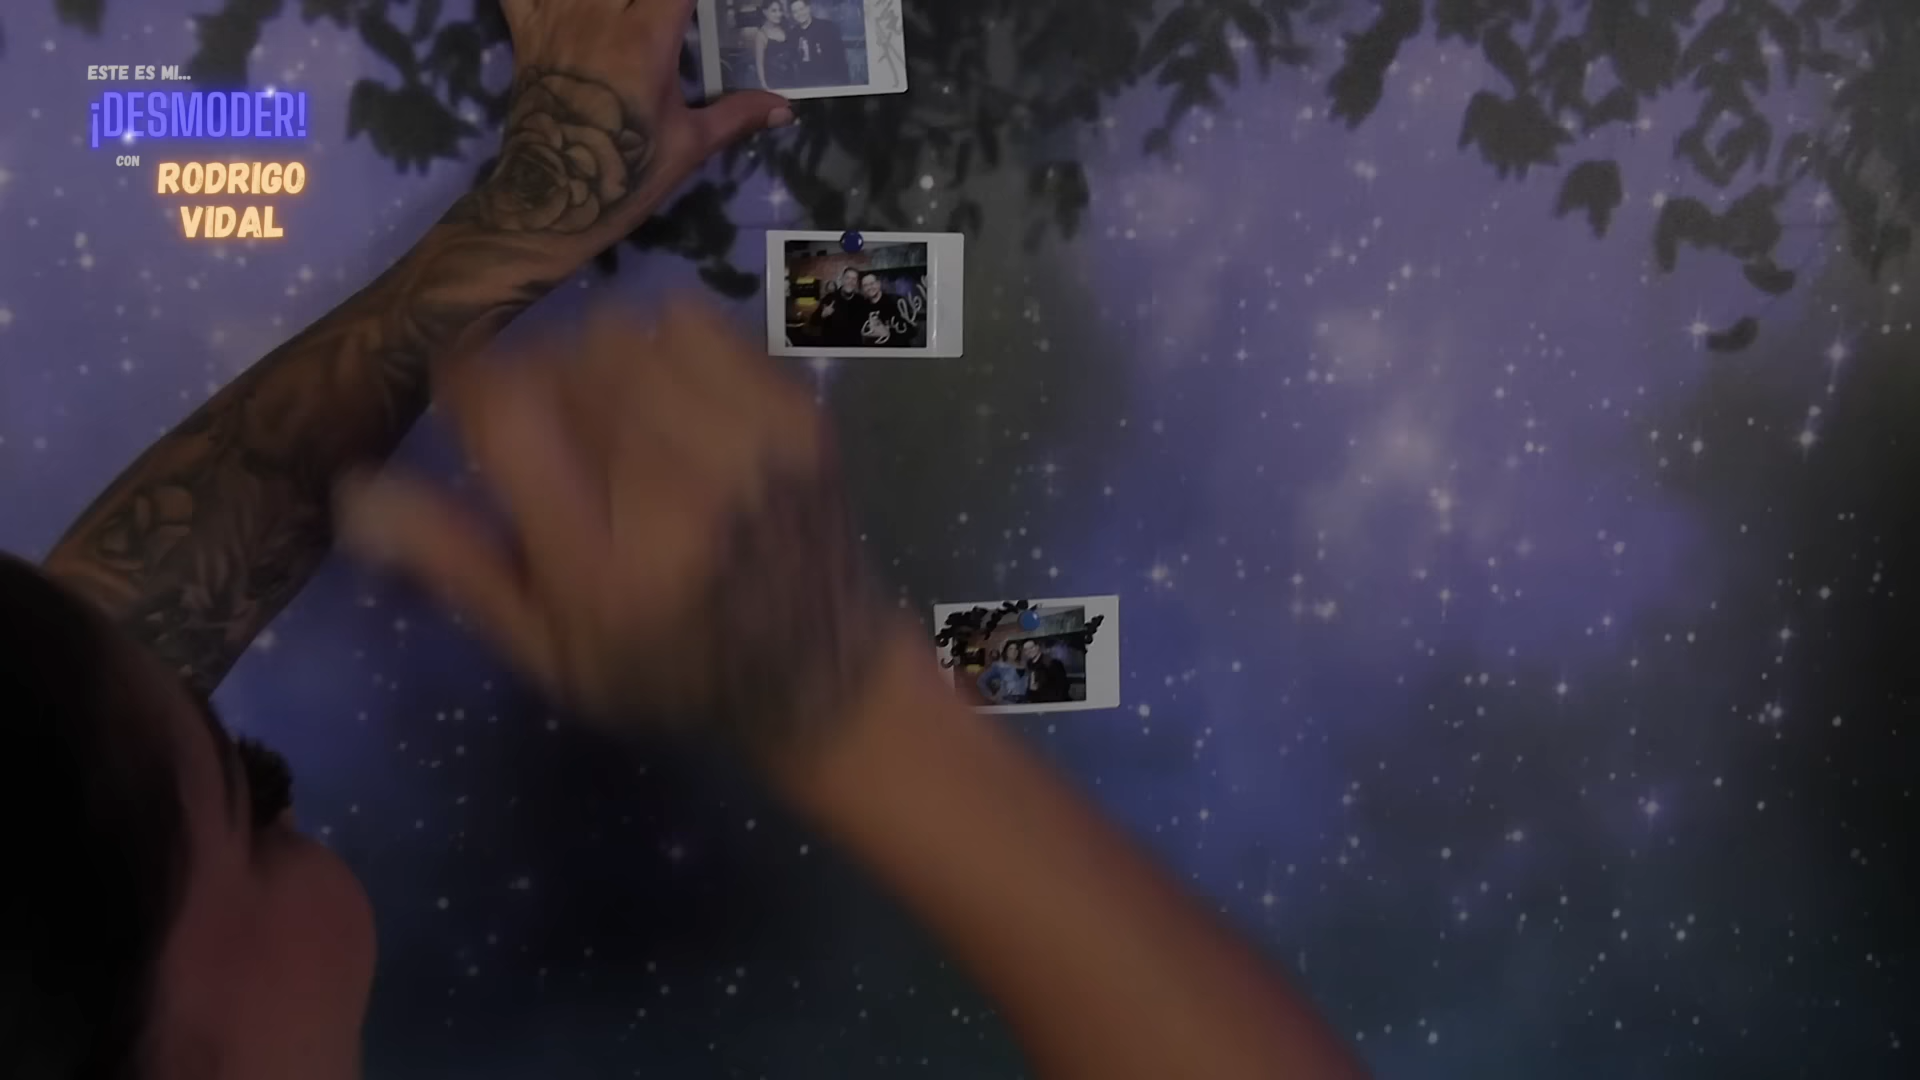 ESTE ES MI...
¡DESMODER!
CON
RODRIGO
VIDAL